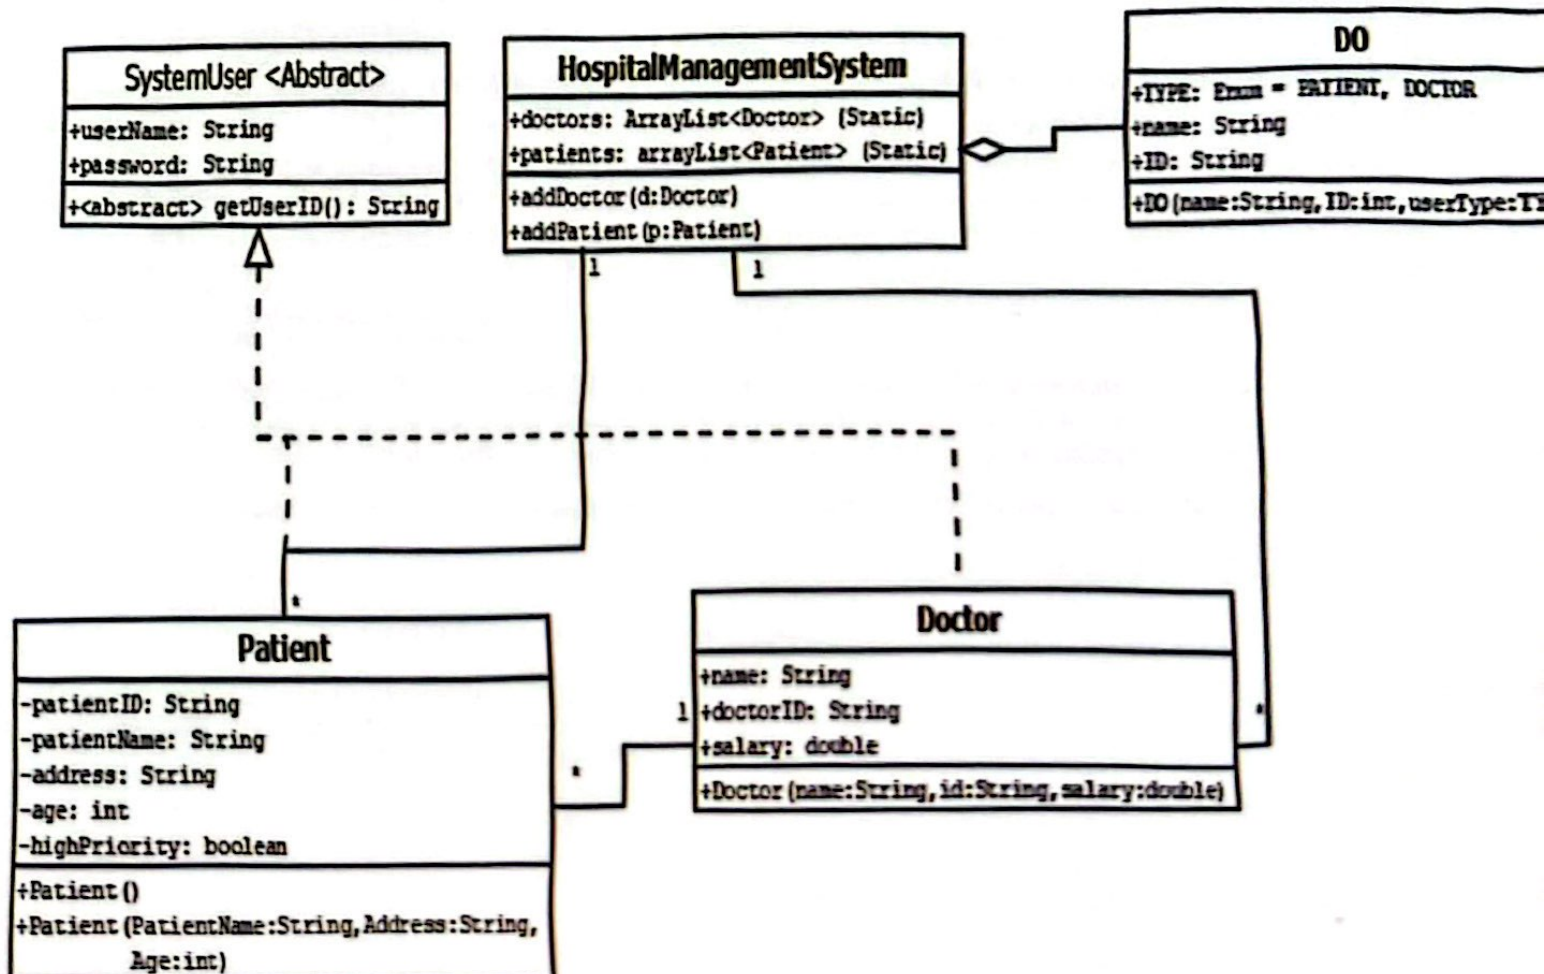 SystemUser <Abstract>
+userName: String
+password: String
+<abstract> getUserID(): String
HospitalManagementSystem
+doctors: ArrayList<Doctor> (Static)
+patients: arrayList<Patient> (Static)
+addDoctor(d:Doctor)
+addPatient(p:Patient)
DO
+TYPE: Enum = PATIENT, DOCTOR
+name: String
+ID: String
+DO(name:String,ID:int,userType:TY
1
1
*
Patient
-patientID: String
-patientName: String
-address: String
-age: int
-highPriority: boolean
+Patient()
+Patient(PatientName:String,Address:String,
Age:int)
*
1
Doctor
+name: String
+doctorID: String
+salary: double
+Doctor(name:String,id:String,salary:double)
*